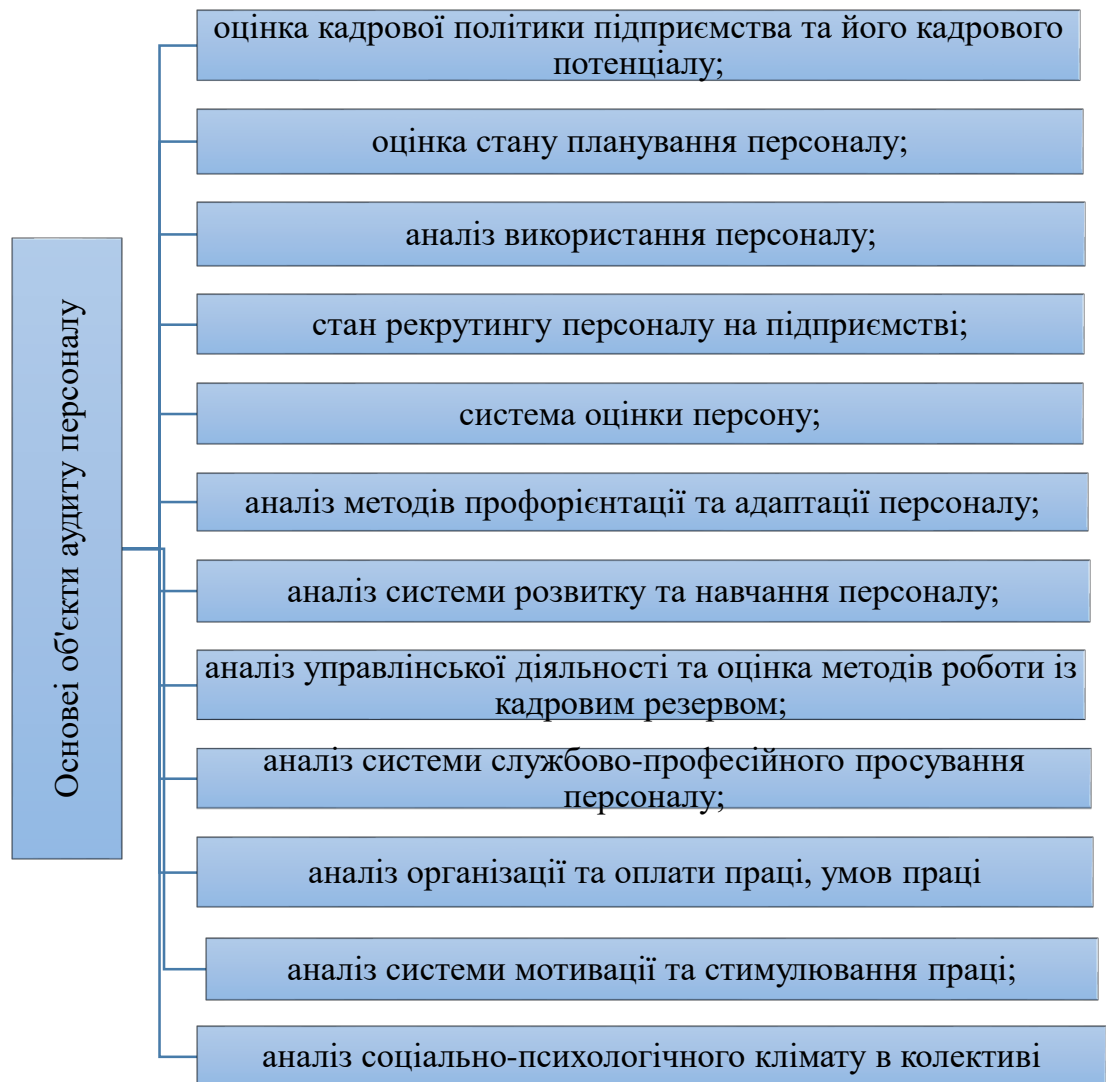 Основеі об'єкти аудиту персоналу
оцінка кадрової політики підприємства та його кадрового
потенціалу;
оцінка стану планування персоналу;
аналіз використання персоналу;
стан рекрутингу персоналу на підприємстві;
система оцінки персону;
аналіз методів профорієнтації та адаптації персоналу;
аналіз системи розвитку та навчання персоналу;
аналіз управлінської діяльності та оцінка методів роботи із
кадровим резервом;
аналіз системи службово-професійного просування
персоналу;
аналіз організації та оплати праці, умов праці
аналіз системи мотивації та стимулювання праці;
аналіз соціально-психологічного клімату в колективі